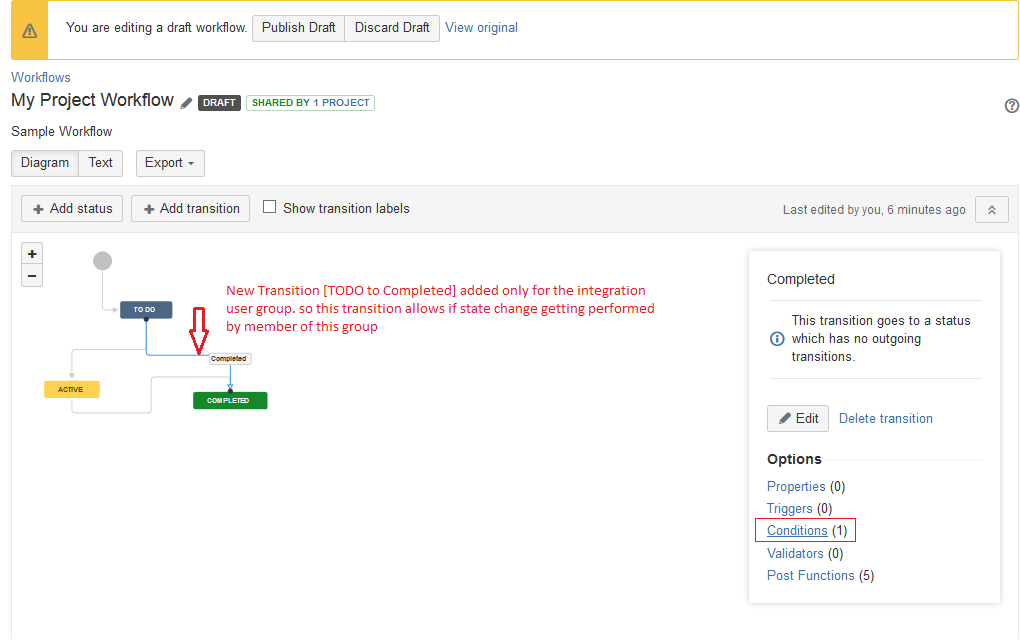 You are editing a draft workflow. Publish Draft Discard Draft View original
Workflows
My Project Workflow DRAFT SHARED BY 1 PROJECT
Sample Workflow
Diagram Text Export
Add status Add transition Show transition labels Last edited by you, 6 minutes ago
New Transition [TODO to Completed] added only for the integration
user group. so this transition allows if state change getting performed
by member of this group
TO DO
Completed
ACTIVE
COMPLETED
Completed
This transition goes to a status
which has no outgoing
transitions.
Edit Delete transition
Options
Properties (0)
Triggers (0)
Conditions (1)
Validators (0)
Post Functions (5)